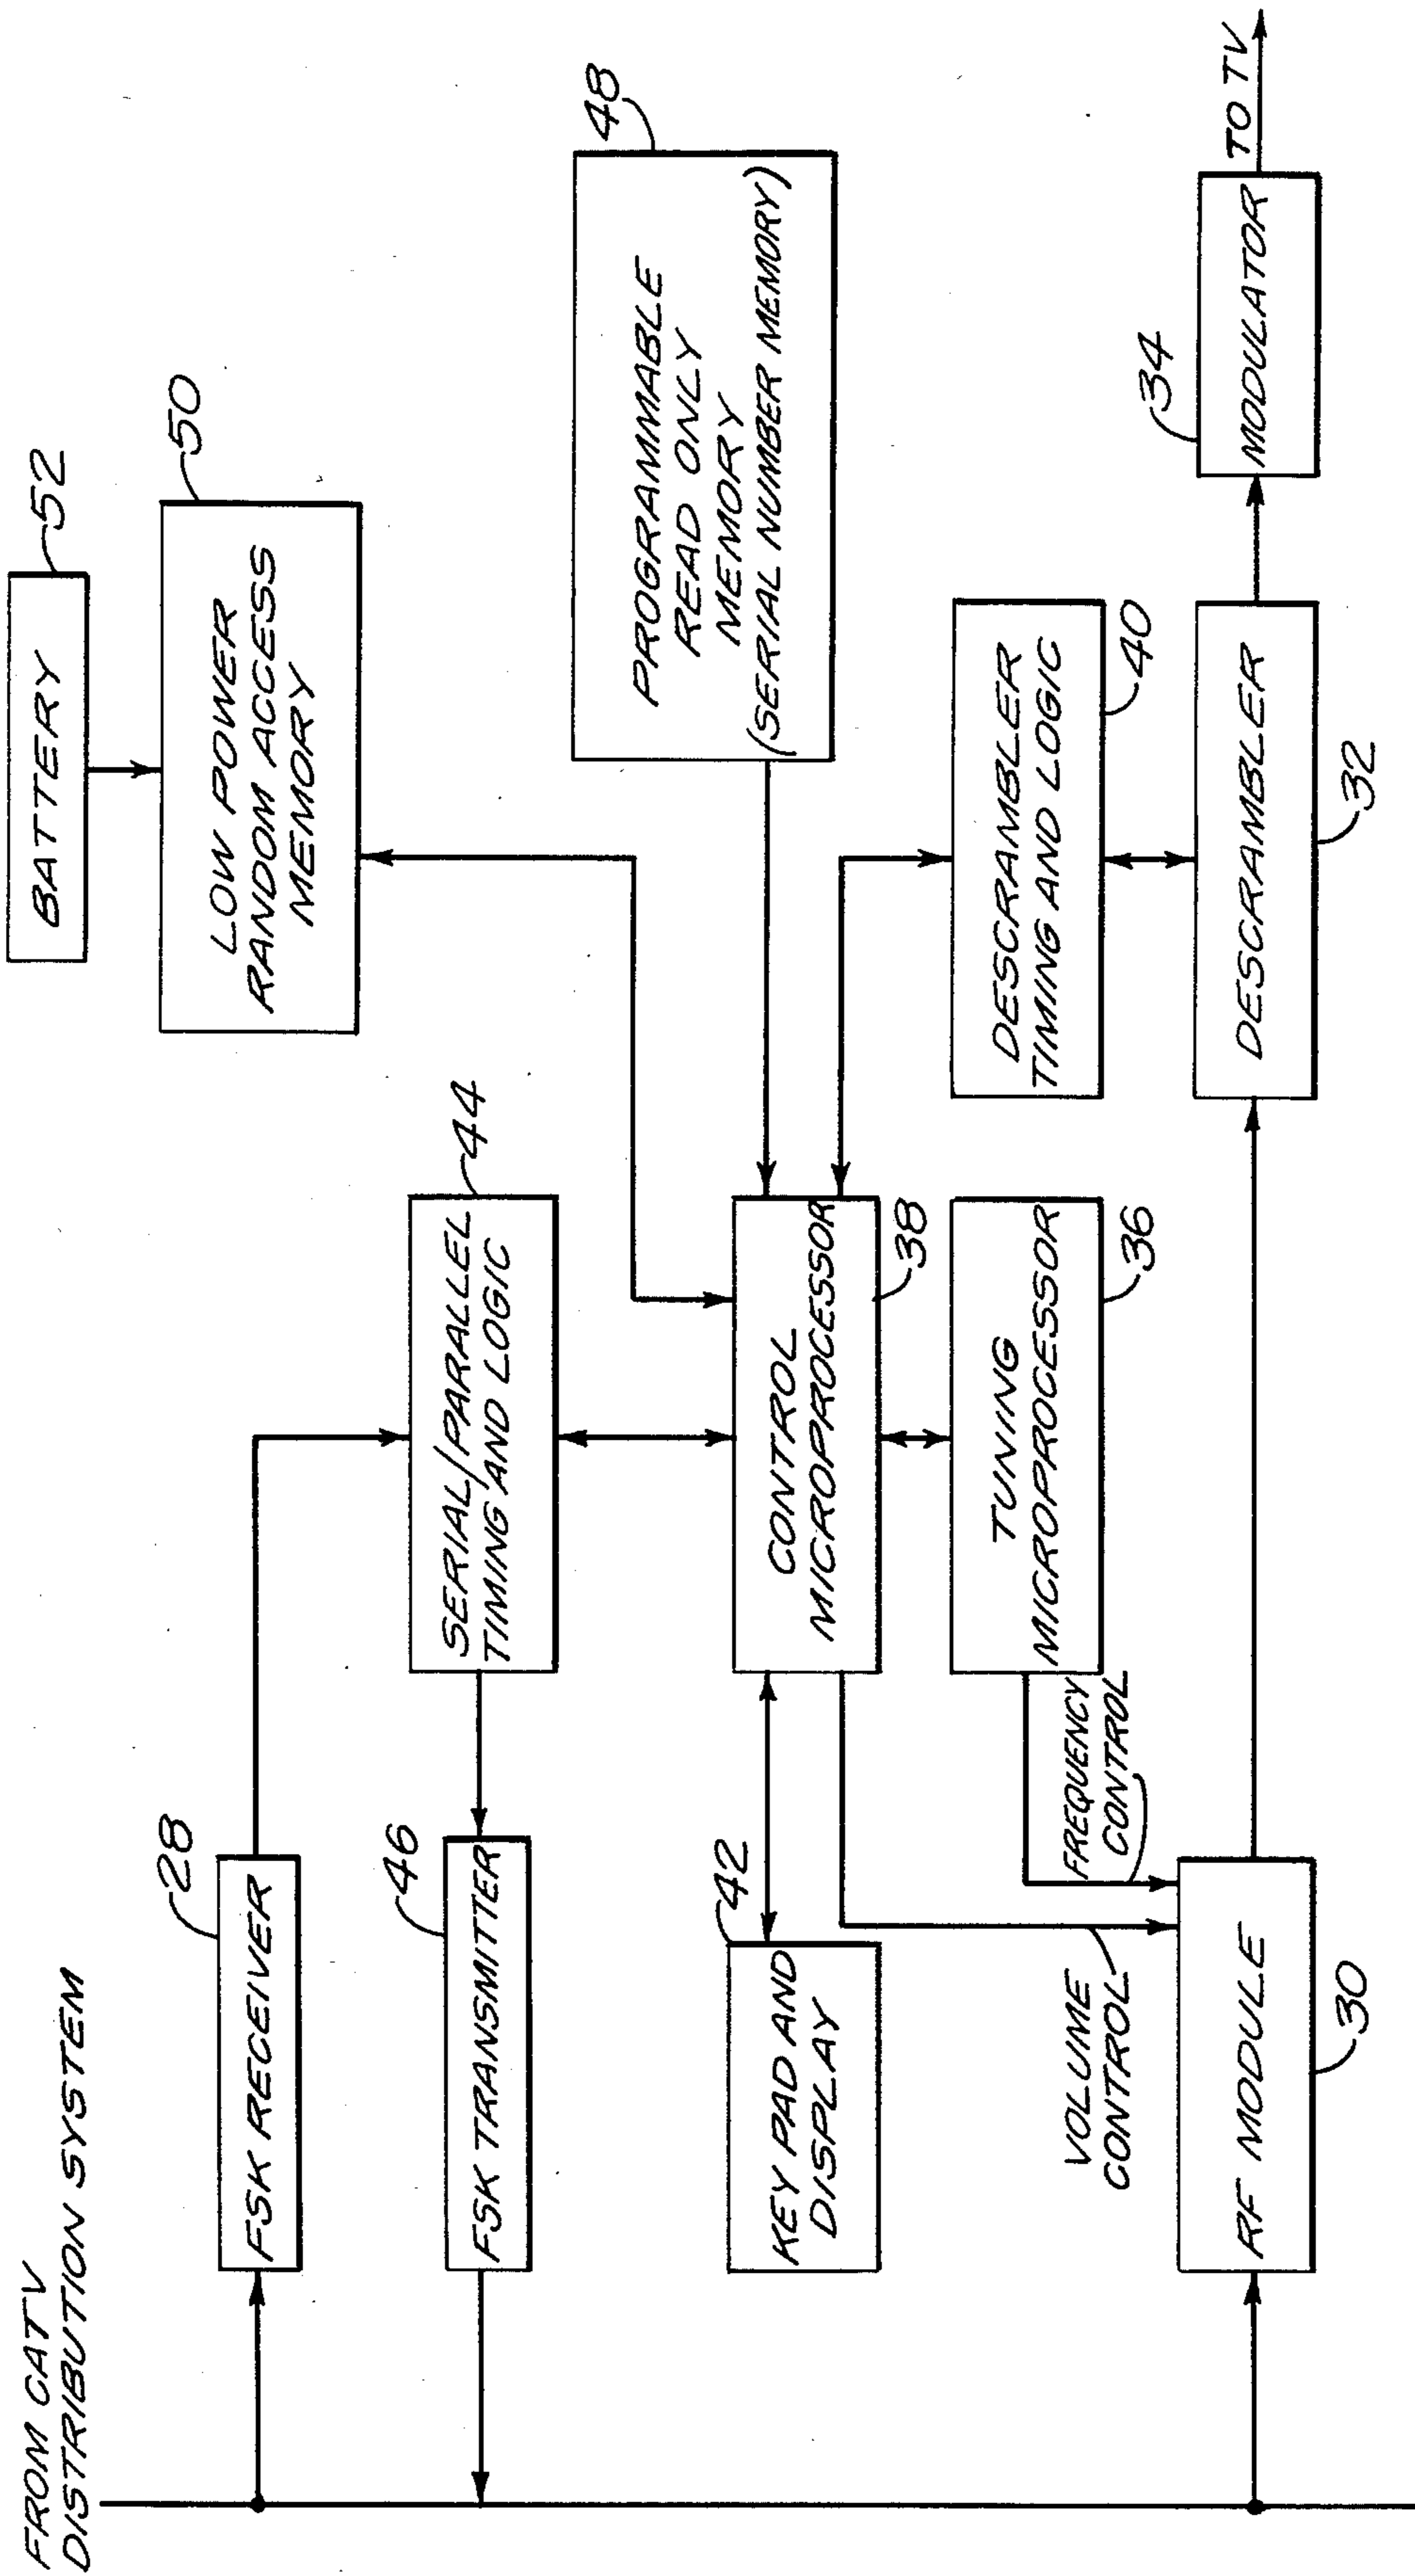 FROM CATV
DISTRIBUTION SYSTEM
28
FSK RECEIVER
46
FSK TRANSMITTER
42
KEY PAD AND
DISPLAY
VOLUME
CONTROL
FREQUENCY
CONTROL
RF MODULE
30
44
SERIAL/PARALLEL
TIMING AND LOGIC
CONTROL
MICROPROCESSOR
38
TUNING
MICROPROCESSOR
36
BATTERY
52
LOW POWER
RANDOM ACCESS
MEMORY
50
PROGRAMMABLE
READ ONLY
MEMORY
(SERIAL NUMBER MEMORY)
48
DESCRAMBLER
TIMING AND LOGIC
40
DESCRAMBLER
32
34
MODULATOR
TO TV